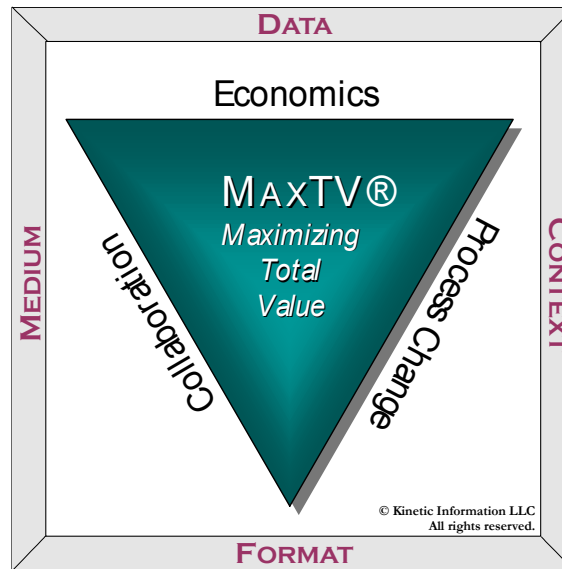 DATA
Economics
MAXTV®
Maximizing
Total
Value
MEDIUM
Collaboration
Process Change
CONTEXT
© Kinetic Information LLC
All rights reserved.
FORMAT